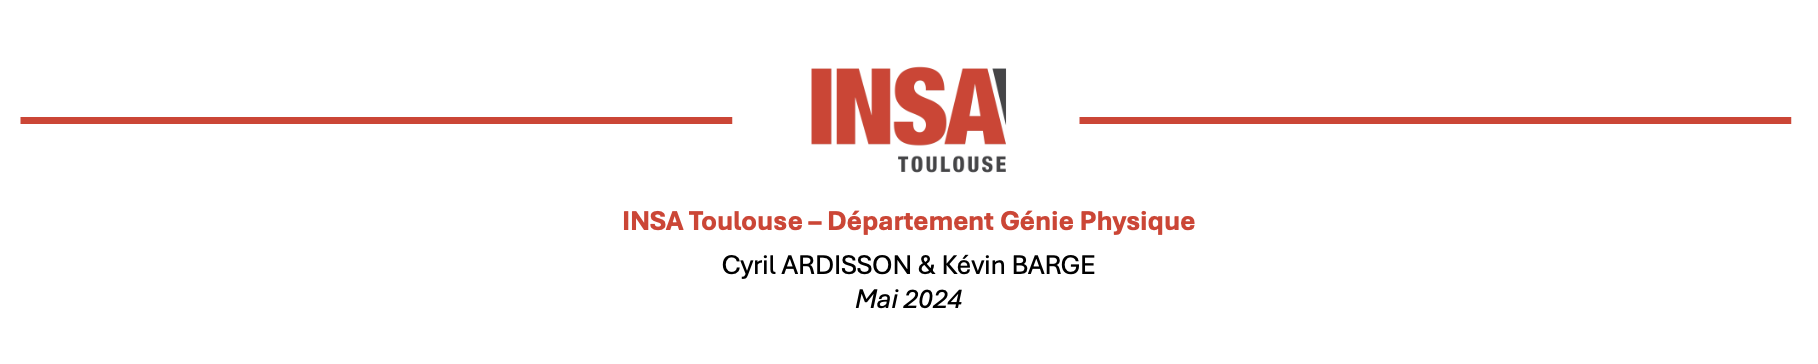 INSA
TOULOUSE
INSA Toulouse – Département Génie Physique
Cyril ARDISSON & Kévin BARGE
Mai 2024